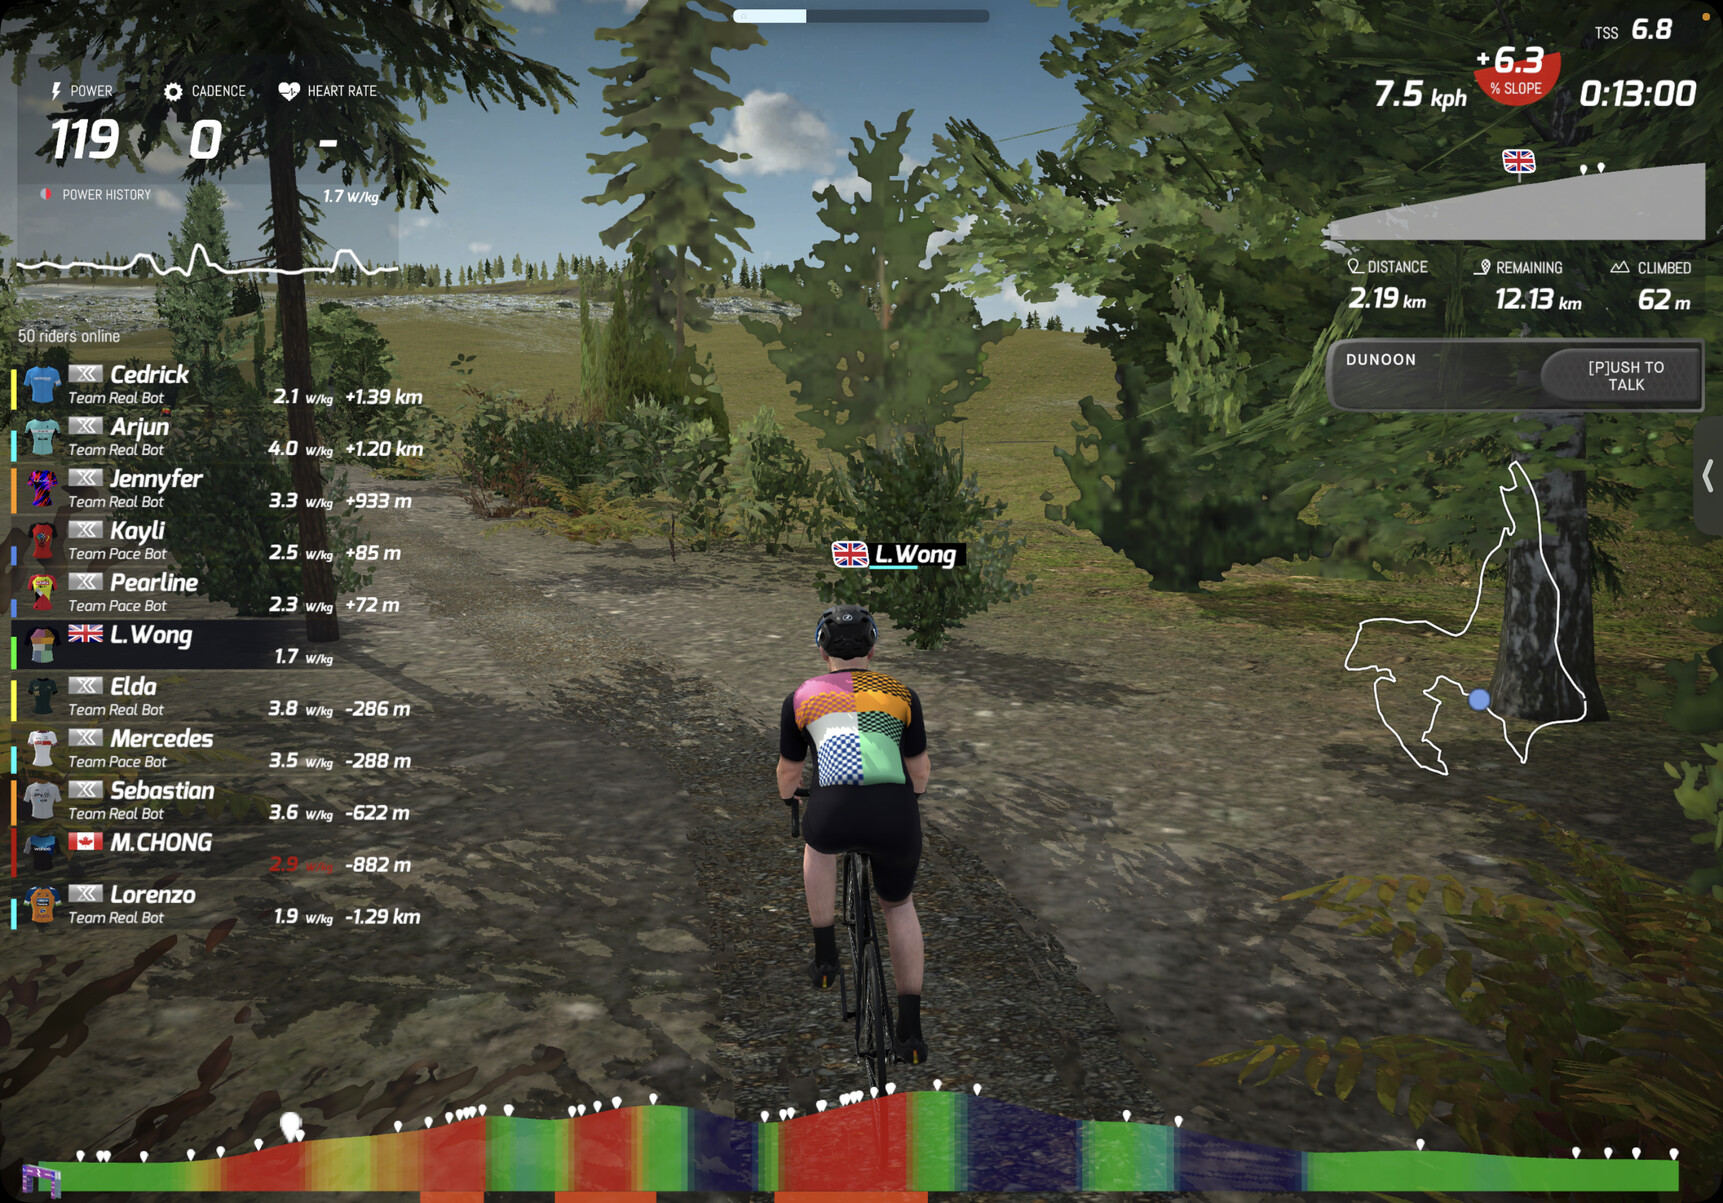 POWER CADENCE HEART RATE
119 0 -
POWER HISTORY 1.7 W/kg
50 riders online
Cedrick
Team Real Bot 2.1 W/kg +1.39 km
Arjun
Team Real Bot 4.0 W/kg +1.20 km
Jennyfer
Team Real Bot 3.3 W/kg +933 m
Kayli
Team Pace Bot 2.5 W/kg +85 m
Pearline
Team Pace Bot 2.3 W/kg +72 m
L.Wong
1.7 W/kg
Elda
Team Real Bot 3.8 W/kg -286 m
Mercedes
Team Pace Bot 3.5 W/kg -288 m
Sebastian
Team Real Bot 3.6 W/kg -622 m
M.CHONG
2.9 W/kg -882 m
Lorenzo
Team Real Bot 1.9 W/kg -1.29 km
L.Wong
TSS 6.8
7.5 kph +6.3 % SLOPE 0:13:00
DISTANCE REMAINING CLIMBED
2.19 km 12.13 km 62 m
DUNOON
[P]USH TO
TALK